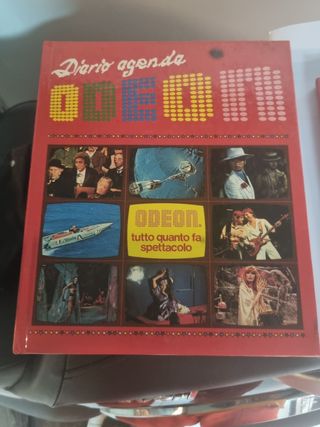 Diario agenda
ODEON
ODEON.
tutto quanto fa
spettacolo